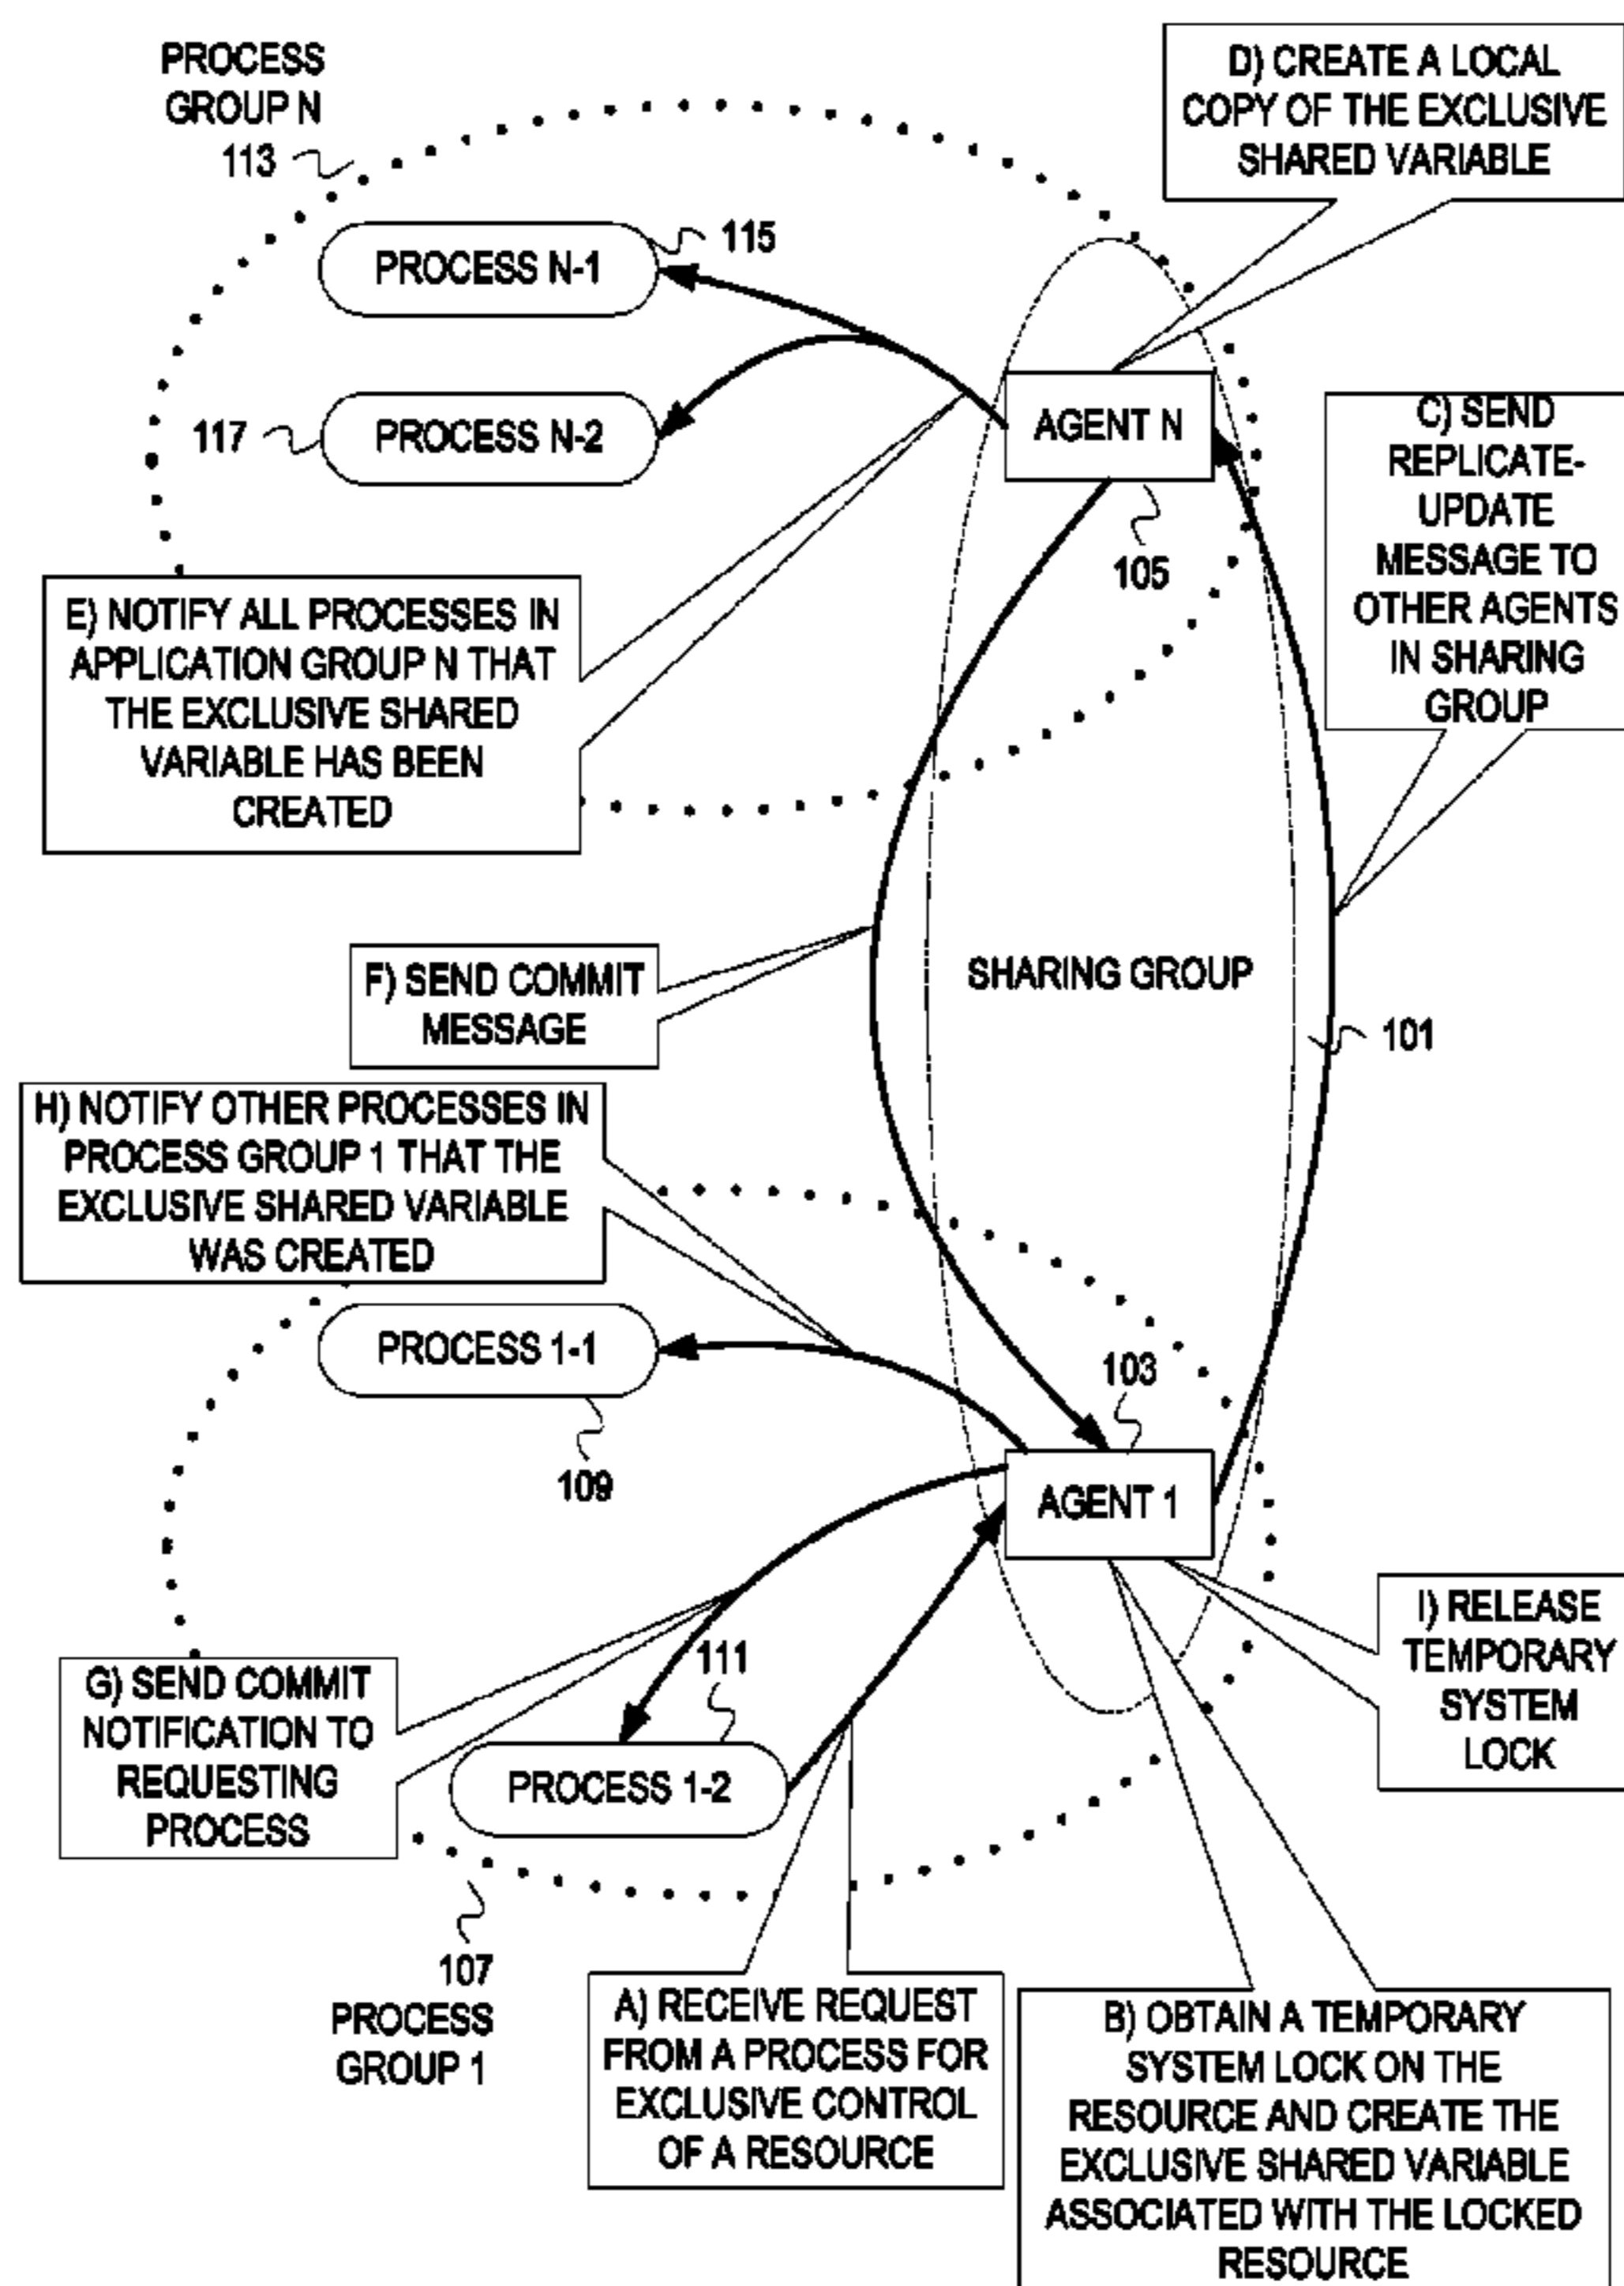 PROCESS
GROUP N
113
D) CREATE A LOCAL
COPY OF THE EXCLUSIVE
SHARED VARIABLE
PROCESS N-1
115
PROCESS N-2
117
AGENT N
105
C) SEND
REPLICATE-
UPDATE
MESSAGE TO
OTHER AGENTS
IN SHARING
GROUP
E) NOTIFY ALL PROCESSES IN
APPLICATION GROUP N THAT
THE EXCLUSIVE SHARED
VARIABLE HAS BEEN
CREATED
F) SEND COMMIT
MESSAGE
SHARING GROUP
101
H) NOTIFY OTHER PROCESSES IN
PROCESS GROUP 1 THAT THE
EXCLUSIVE SHARED VARIABLE
WAS CREATED
PROCESS 1-1
109
103
AGENT 1
I) RELEASE
TEMPORARY
SYSTEM
LOCK
G) SEND COMMIT
NOTIFICATION TO
REQUESTING
PROCESS
111
PROCESS 1-2
107
PROCESS
GROUP 1
A) RECEIVE REQUEST
FROM A PROCESS FOR
EXCLUSIVE CONTROL
OF A RESOURCE
B) OBTAIN A TEMPORARY
SYSTEM LOCK ON THE
RESOURCE AND CREATE THE
EXCLUSIVE SHARED VARIABLE
ASSOCIATED WITH THE LOCKED
RESOURCE